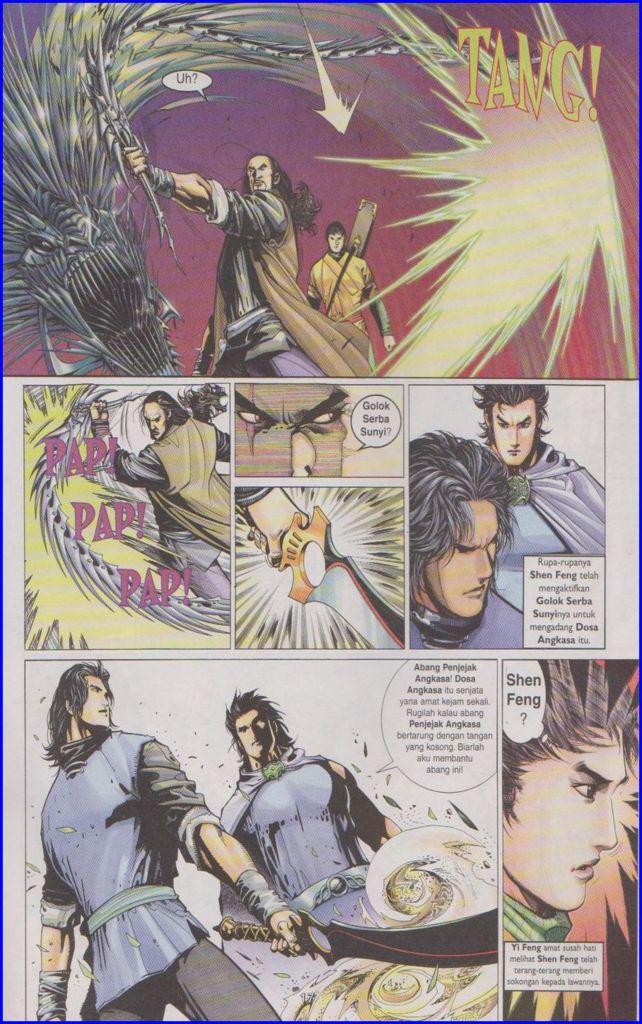 Uh?
TANG!
PAP!
PAP!
PAP!
Golok
Serba
Sunyi?
Rupa-rupanya
Shen Feng telah
mengaktifkan
Golok Serba
Sunyinya untuk
mengadang Dosa
Angkasa itu.
Abang Penjejak
Angkasa! Dosa
Angkasa itu senjata
yana amat kejam sekali.
Rugilah kalau abang
Penjejak Angkasa
bertarung dengan tangan
yang kosong. Biarlah
aku membantu
abang ini!
Shen
Feng
?
Yi Feng amat susah hati
melihat Shen Feng telah
terang-terang memberi
sokongan kepada lawannya.